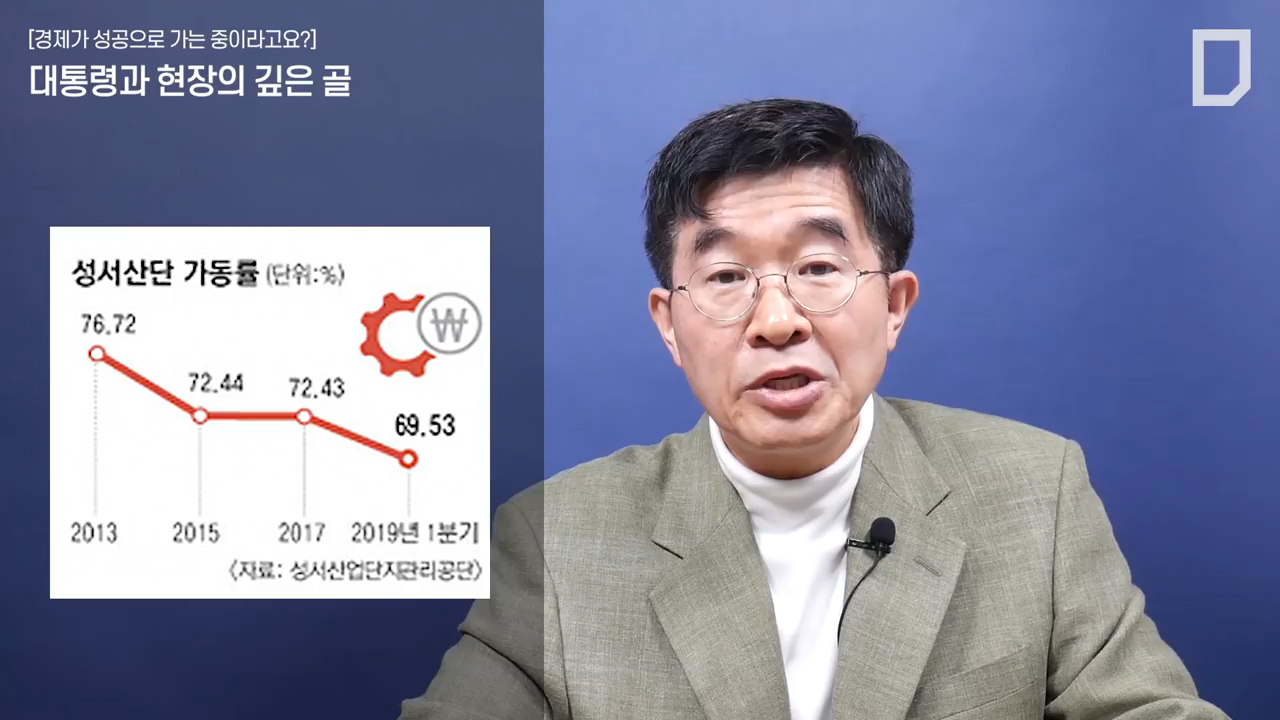 [경제가 성공으로 가는 중이라고요?]
대통령과 현장의 깊은 골
성서산단 가동률 (단위:%)
₩
76.72
72.44
72.43
69.53
2013 2015 2017 2019년 1분기
〈자료: 성서산업단지관리공단〉